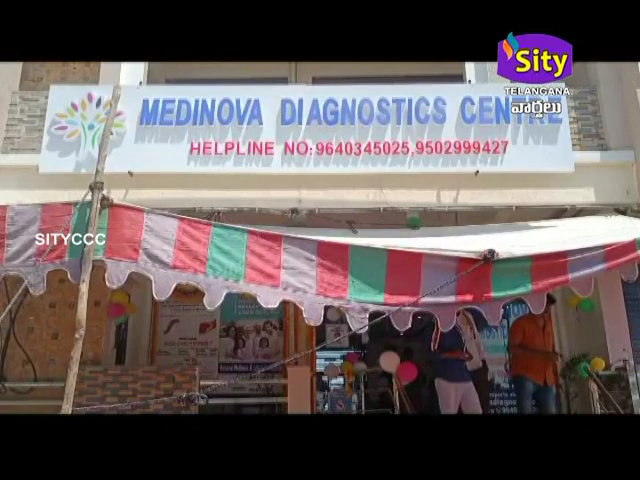 Sity
TELANGANA
వార్తలు
MEDINOVA DIAGNOSTICS CENTRE
HELPLINE NO:9640345025,9502999427
SITYCCC